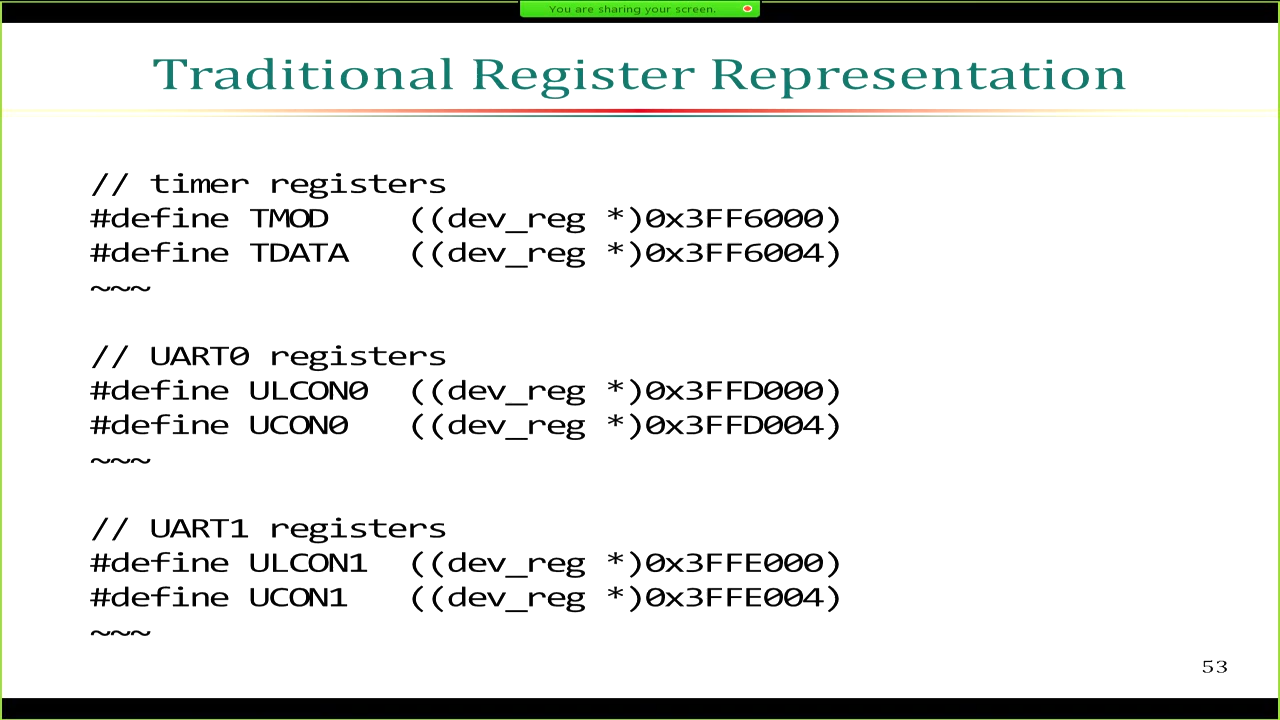 You are sharing your screen.
Traditional Register Representation
// timer registers
#define TMOD    ((dev_reg *)0x3FF6000)
#define TDATA   ((dev_reg *)0x3FF6004)
~~~
// UART0 registers
#define ULCON0  ((dev_reg *)0x3FFD000)
#define UCON0   ((dev_reg *)0x3FFD004)
~~~
// UART1 registers
#define ULCON1  ((dev_reg *)0x3FFE000)
#define UCON1   ((dev_reg *)0x3FFE004)
~~~
53